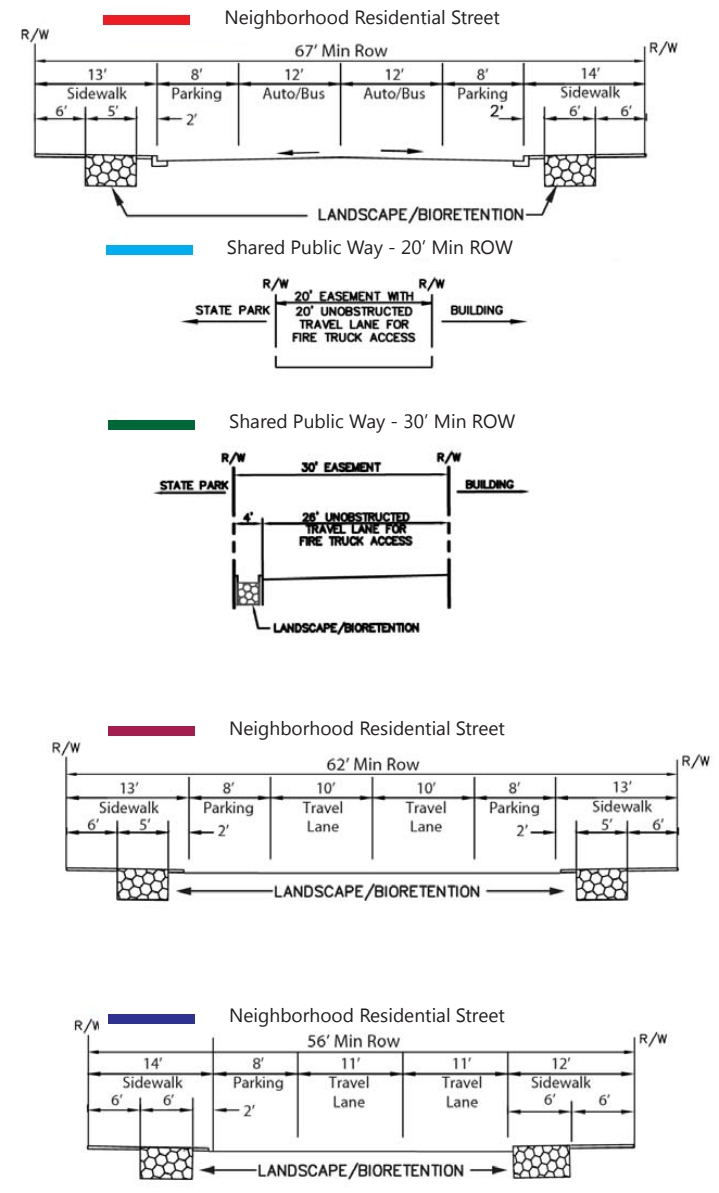 Neighborhood Residential Street
R/W R/W
67' Min Row
13' 8' 12' 12' 8' 14'
Sidewalk Parking Auto/Bus Auto/Bus Parking Sidewalk
6' 5' 2' 2' 6' 6'
LANDSCAPE/BIORETENTION
Shared Public Way - 20' Min ROW
R/W R/W
STATE PARK 20' EASEMENT WITH BUILDING
20' UNOBSTRUCTED
TRAVEL LANE FOR
FIRE TRUCK ACCESS
Shared Public Way - 30' Min ROW
R/W R/W
30' EASEMENT
STATE PARK BUILDING
4' 26' UNOBSTRUCTED
TRAVEL LANE FOR
FIRE TRUCK ACCESS
LANDSCAPE/BIORETENTION
Neighborhood Residential Street
R/W R/W
62' Min Row
13' 8' 10' 10' 8' 13'
Sidewalk Parking Travel Travel Parking Sidewalk
Lane Lane
6' 5' 2' 2' 5' 6'
LANDSCAPE/BIORETENTION
Neighborhood Residential Street
R/W R/W
56' Min Row
14' 8' 11' 11' 12'
Sidewalk Parking Travel Travel Sidewalk
Lane Lane
6' 6' 2' 6' 6'
LANDSCAPE/BIORETENTION